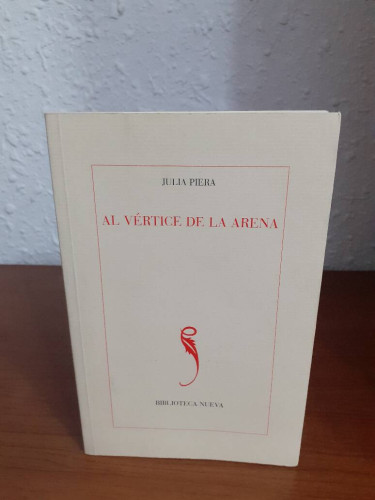 JULIA PIERA
AL VÉRTICE DE LA ARENA
BIBLIOTECA NUEVA